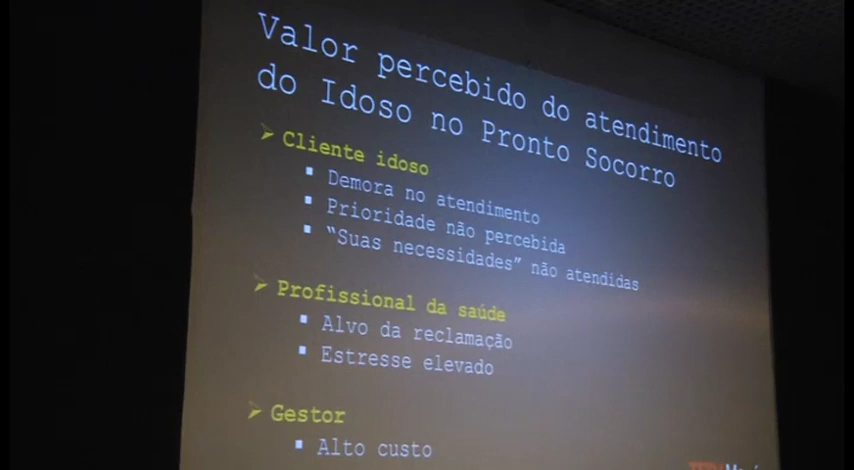 Valor percebido do atendimento
do Idoso no Pronto Socorro
Cliente idoso
Demora no atendimento
Prioridade não percebida
“Suas necessidades” não atendidas
Profissional da saúde
Alvo da reclamação
Estresse elevado
Gestor
Alto custo